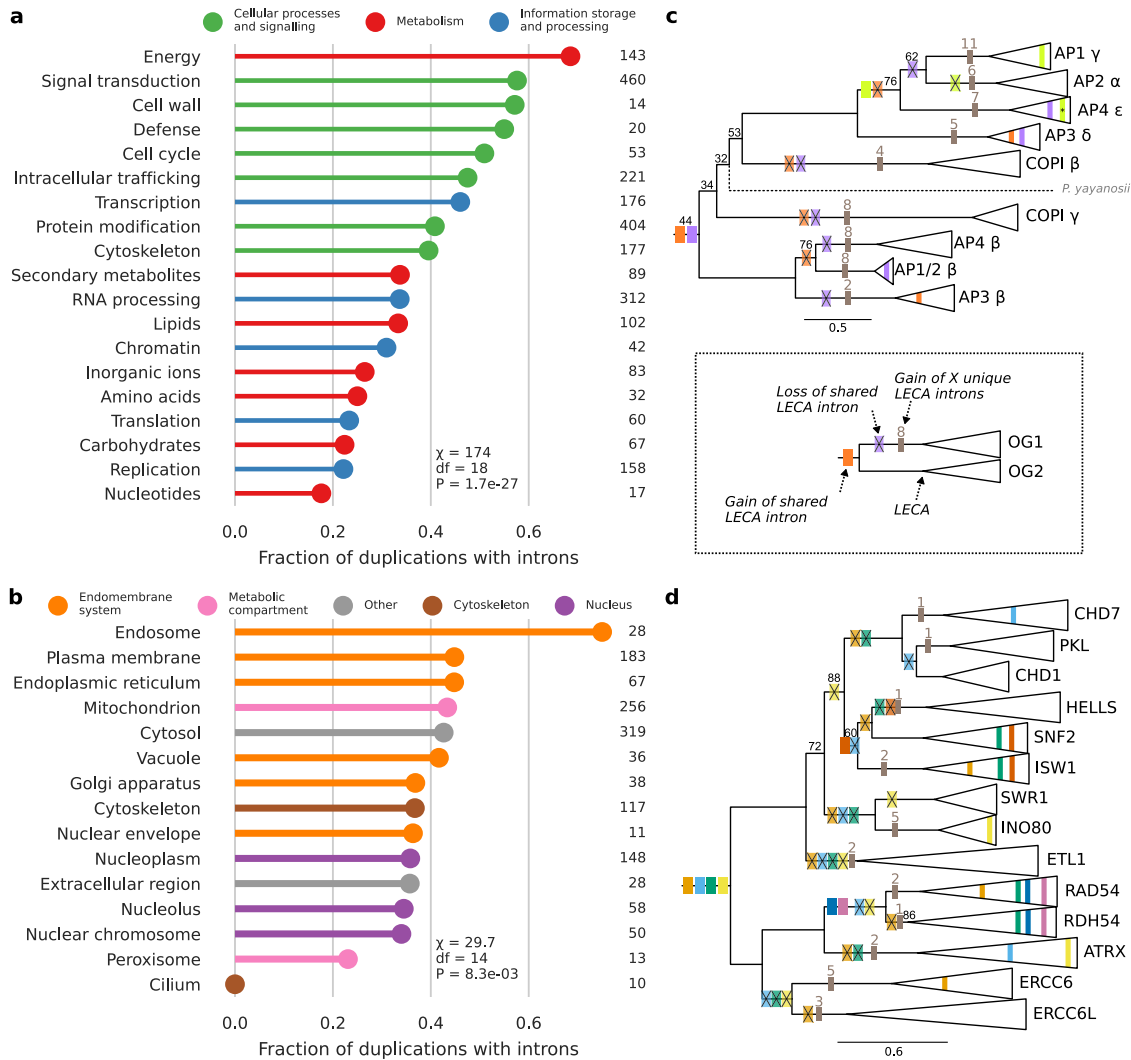 a
Cellular processes
and signalling
Metabolism
Information storage
and processing
Energy 143
Signal transduction 460
Cell wall 14
Defense 20
Cell cycle 53
Intracellular trafficking 221
Transcription 176
Protein modification 404
Cytoskeleton 177
Secondary metabolites 89
RNA processing 312
Lipids 102
Chromatin 42
Inorganic ions 83
Amino acids 32
Translation 60
Carbohydrates 67
Replication 158
Nucleotides 17
χ = 174
df = 18
P = 1.7e-27
0.0 0.2 0.4 0.6
Fraction of duplications with introns
b
Endomembrane
system
Metabolic
compartment
Other
Cytoskeleton
Nucleus
Endosome 28
Plasma membrane 183
Endoplasmic reticulum 67
Mitochondrion 256
Cytosol 319
Vacuole 36
Golgi apparatus 38
Cytoskeleton 117
Nuclear envelope 11
Nucleoplasm 148
Extracellular region 28
Nucleolus 58
Nuclear chromosome 50
Peroxisome 13
Cilium 10
χ = 29.7
df = 14
P = 8.3e-03
0.0 0.2 0.4 0.6
Fraction of duplications with introns
c
11
AP1 γ
62
6
AP2 α
76
7
AP4 ε
*
5
AP3 δ
53
4
COPI β
32
P. yayanosii
34
8
COPI γ
44
8
AP4 β
76
8
AP1/2 β
2
AP3 β
0.5
Loss of shared
LECA intron
Gain of X unique
LECA introns
8
OG1
OG2
Gain of shared
LECA intron
LECA
d
1
CHD7
1
PKL
CHD1
88
1
HELLS
60
SNF2
2
ISW1
72
SWR1
5
INO80
2
ETL1
2
RAD54
1
86
RDH54
2
ATRX
5
ERCC6
3
ERCC6L
0.6